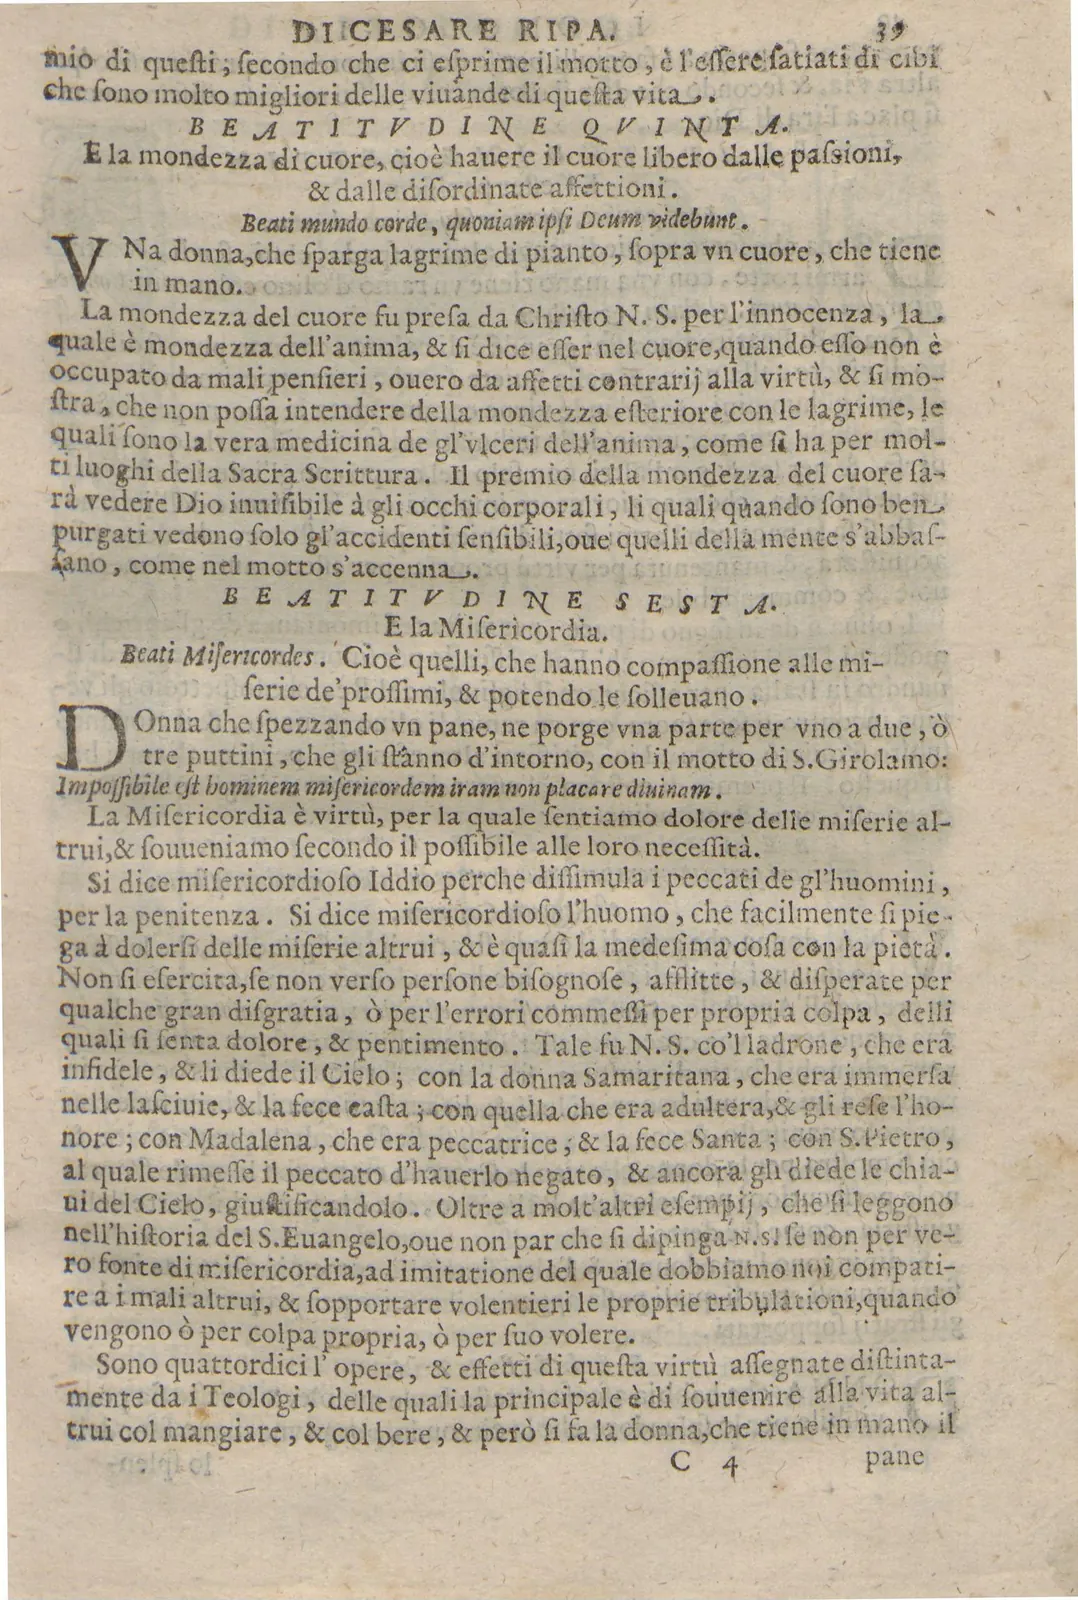 DI CESARE RIPA. 39
mio di queſti; ſecondo che ci eſprime il motto, è l'eſſere ſatiati di cibi
che ſono molto migliori delle viuande di queſta vita.
BEATITVDINE QVINTA.
E la mondezza di cuore, cioè hauere il cuore libero dalle paſsioni,
& dalle diſordinate affettioni.
Beati mundo corde, quoniam ipſi Deum videbunt.
VNa donna, che ſparga lagrime di pianto, ſopra vn cuore, che tiene
in mano.
La mondezza del cuore fu preſa da Chriſto N. S. per l'innocenza, la
quale è mondezza dell'anima, & ſi dice eſſer nel cuore, quando eſſo non è
occupato da mali penſieri, ouero da affetti contrarij alla virtù, & ſi mo-
ſtra, che non poſſa intendere della mondezza eſteriore con le lagrime, le
quali ſono la vera medicina de gl'vlceri dell'anima, come ſi ha per mol-
ti luoghi della Sacra Scrittura. Il premio della mondezza del cuore ſa-
rà vedere Dio inuiſibile à gli occhi corporali, li quali quando ſono ben
purgati vedono ſolo gl'accidenti ſenſibili, oue quelli della mente s'abbaſ-
ſano, come nel motto s'accenna.
BEATITVDINE SESTA.
E la Miſericordia.
Beati Miſericordes. Cioè quelli, che hanno compaſſione alle mi-
ſerie de'proſſimi, & potendo le ſolleuano.
DOnna che ſpezzando vn pane, ne porge vna parte per vno a due, ò
tre puttini, che gli ſtanno d'intorno, con il motto di S. Girolamo:
Impoſſibile eſt hominem miſericordem iram non placare diuinam.
La Miſericordia è virtù, per la quale ſentiamo dolore delle miſerie al-
trui, & ſouueniamo ſecondo il poſſibile alle loro neceſſità.
Si dice miſericordioſo Iddio perche diſſimula i peccati de gl'huomini,
per la penitenza. Si dice miſericordioſo l'huomo, che facilmente ſi pie-
ga à dolerſi delle miſerie altrui, & è quaſi la medeſima coſa con la pietà.
Non ſi eſercita, ſe non verſo perſone biſognoſe, afflitte, & diſperate per
qualche gran diſgratia, ò per l'errori commeſſi per propria colpa, delli
quali ſi ſenta dolore, & pentimento. Tale fu N. S. co'l ladrone, che era
infidele, & li diede il Cielo; con la donna Samaritana, che era immerſa
nelle laſciuie, & la fece caſta; con quella che era adultera, & gli reſe l'ho-
nore; con Madalena, che era peccatrice, & la fece Santa; con S. Pietro,
al quale rimeſſe il peccato d'hauerlo negato, & ancora gli diede le chia-
ui del Cielo, giuſtificandolo. Oltre a molt'altri eſempij, che ſi leggono
nell'hiſtoria del S. Euangelo, oue non par che ſi dipinga N. S. ſe non per ve-
ro fonte di miſericordia, ad imitatione del quale dobbiamo noi compati-
re a i mali altrui, & ſopportare volentieri le proprie tribulationi, quando
vengono ò per colpa propria, ò per ſuo volere.
Sono quattordici l'opere, & effetti di queſta virtù aſſegnate diſtinta-
mente da i Teologi, delle quali la principale è di ſouuenire alla vita al-
trui col mangiare, & col bere, & però ſi fa la donna, che tiene in mano il
C 4 pane